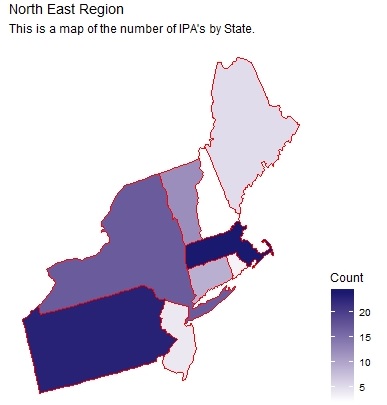 North East Region
This is a map of the number of IPA's by State.
Count
20
15
10
5